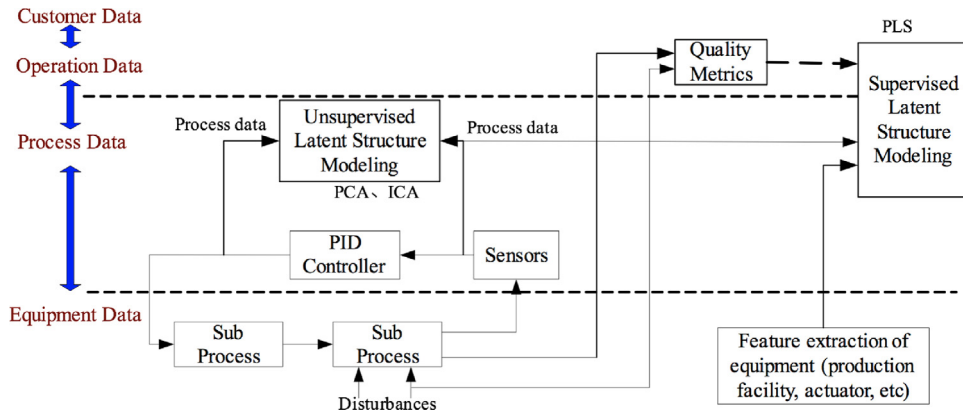 Customer Data
PLS
Operation Data
Quality
Metrics
Supervised
Latent
Structure
Modeling
Process data
Unsupervised
Latent Structure
Modeling
Process data
Process Data
PCA、ICA
PID
Controller
Sensors
Equipment Data
Sub
Process
Sub
Process
Feature extraction of
equipment (production
facility, actuator, etc)
Disturbances